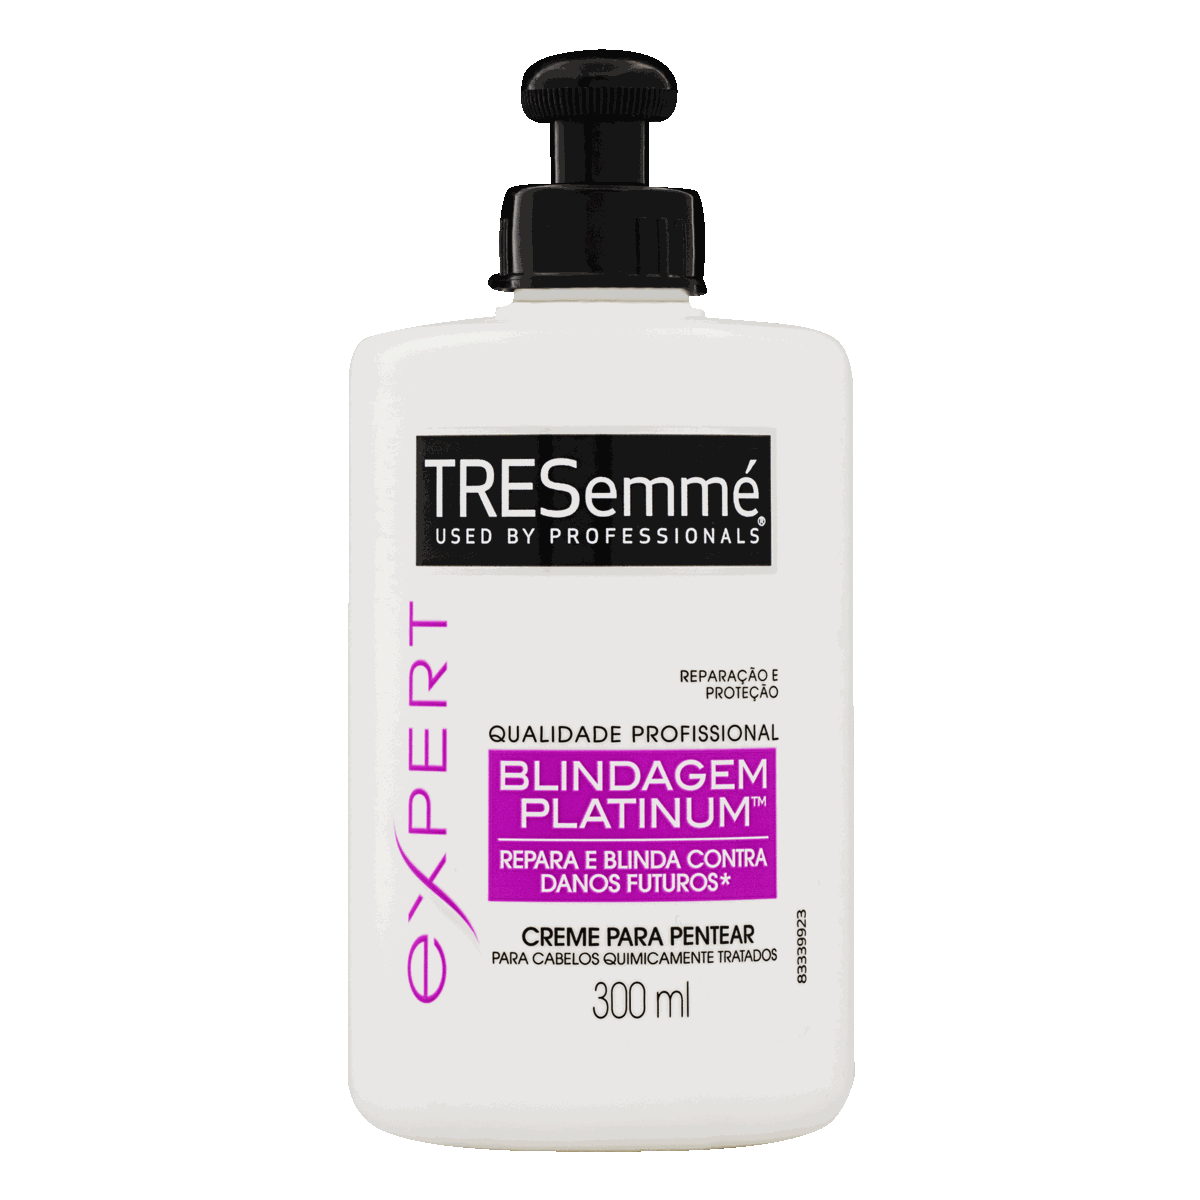 TRESemmé®
USED BY PROFESSIONALS
eXPERT
REPARAÇÃO E
PROTEÇÃO
QUALIDADE PROFISSIONAL
BLINDAGEM
PLATINUM™
REPARA E BLINDA CONTRA
DANOS FUTUROS*
CREME PARA PENTEAR
PARA CABELOS QUIMICAMENTE TRATADOS
300 ml
83339923